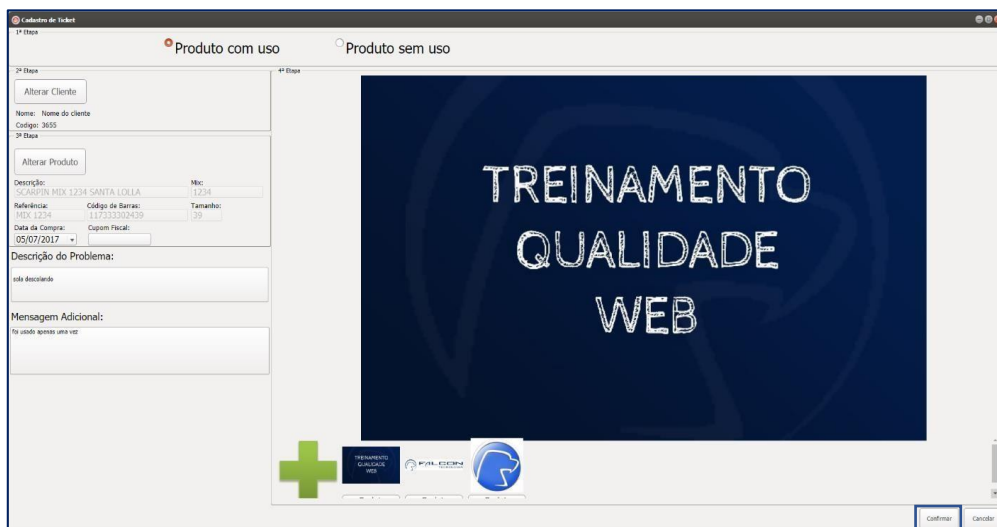 Cadastro de Ticket
1ª Etapa
Produto com uso
Produto sem uso
2ª Etapa
Alterar Cliente
Nome: Nome do cliente
Codigo: 3655
3ª Etapa
Alterar Produto
Descrição:
Mix:
SCARPIN MIX 1234 SANTA LOLLA
1234
Referência:
Código de Barras:
Tamanho:
MIX 1234
117333302439
39
Data da Compra:
Cupom Fiscal:
05/07/2017
Descrição do Problema:
sola descolando
Mensagem Adicional:
foi usado apenas uma vez
4ª Etapa
TREINAMENTO
QUALIDADE
WEB
TREINAMENTO
QUALIDADE
WEB
FALCON
Confirmar
Cancelar